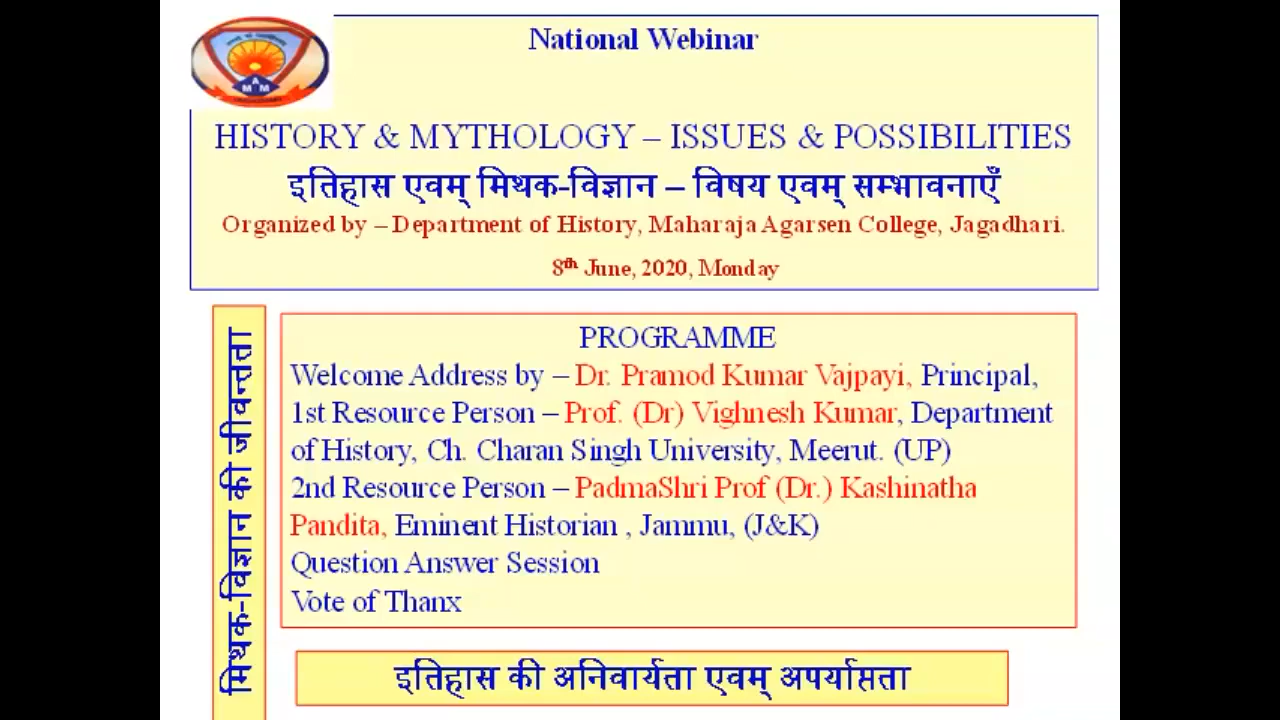 National Webinar
HISTORY & MYTHOLOGY – ISSUES & POSSIBILITIES
इतिहास एवम् मिथक-विज्ञान – विषय एवम् सम्भावनाएँ
Organized by – Department of History, Maharaja Agarsen College, Jagadhari.
8th June, 2020, Monday
मिथक-विज्ञान की जीवन्तता
PROGRAMME
Welcome Address by – Dr. Pramod Kumar Vajpayi, Principal,
1st Resource Person – Prof. (Dr) Vighnesh Kumar, Department
of History, Ch. Charan Singh University, Meerut. (UP)
2nd Resource Person – PadmaShri Prof (Dr.) Kashinatha
Pandita, Eminent Historian , Jammu, (J&K)
Question Answer Session
Vote of Thanx
इतिहास की अनिवार्यता एवम् अपर्याप्तता
M A M